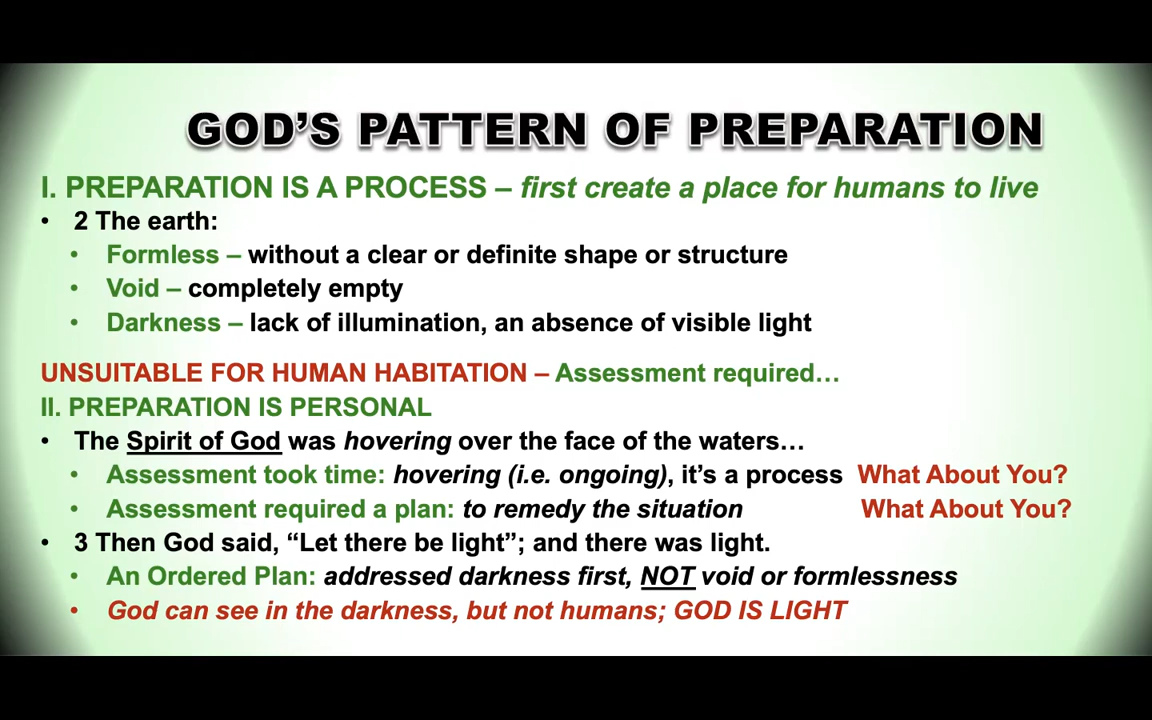 GOD’S PATTERN OF PREPARATION
I. PREPARATION IS A PROCESS – first create a place for humans to live
• 2 The earth:
• Formless – without a clear or definite shape or structure
• Void – completely empty
• Darkness – lack of illumination, an absence of visible light
UNSUITABLE FOR HUMAN HABITATION – Assessment required…
II. PREPARATION IS PERSONAL
• The Spirit of God was hovering over the face of the waters…
• Assessment took time: hovering (i.e. ongoing), it’s a process What About You?
• Assessment required a plan: to remedy the situation What About You?
• 3 Then God said, “Let there be light”; and there was light.
• An Ordered Plan: addressed darkness first, NOT void or formlessness
• God can see in the darkness, but not humans; GOD IS LIGHT